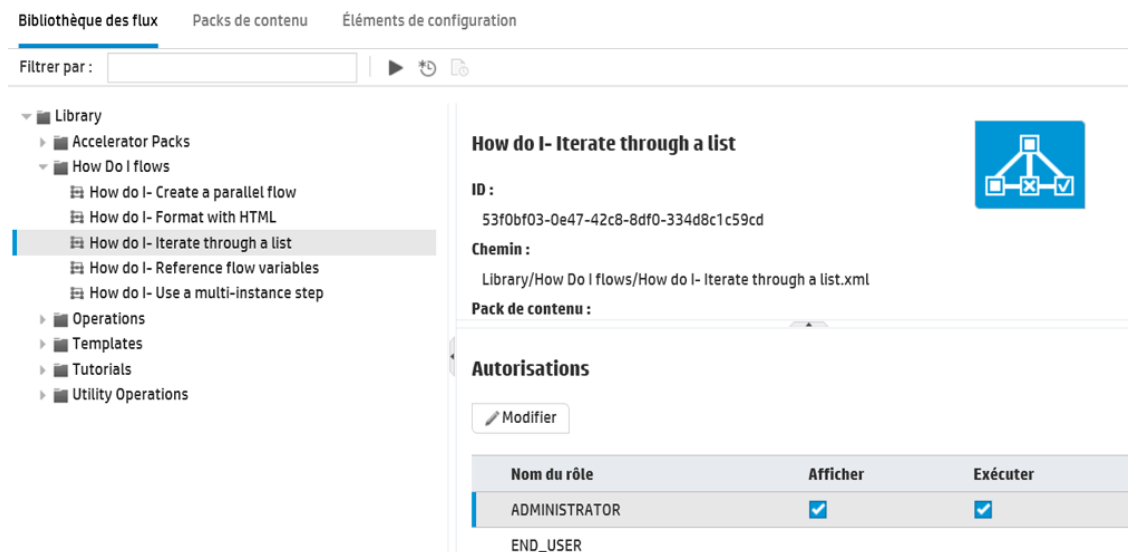 Bibliothèque des flux Packs de contenu Éléments de configuration
Filtrer par :
Library
Accelerator Packs
How Do I flows
How do I- Create a parallel flow
How do I- Format with HTML
How do I- Iterate through a list
How do I- Reference flow variables
How do I- Use a multi-instance step
Operations
Templates
Tutorials
Utility Operations
How do I- Iterate through a list
ID :
53f0bf03-0e47-42c8-8df0-334d8c1c59cd
Chemin :
Library/How Do I flows/How do I- Iterate through a list.xml
Pack de contenu :
Autorisations
Modifier
Nom du rôle Afficher Exécuter
ADMINISTRATOR
END_USER